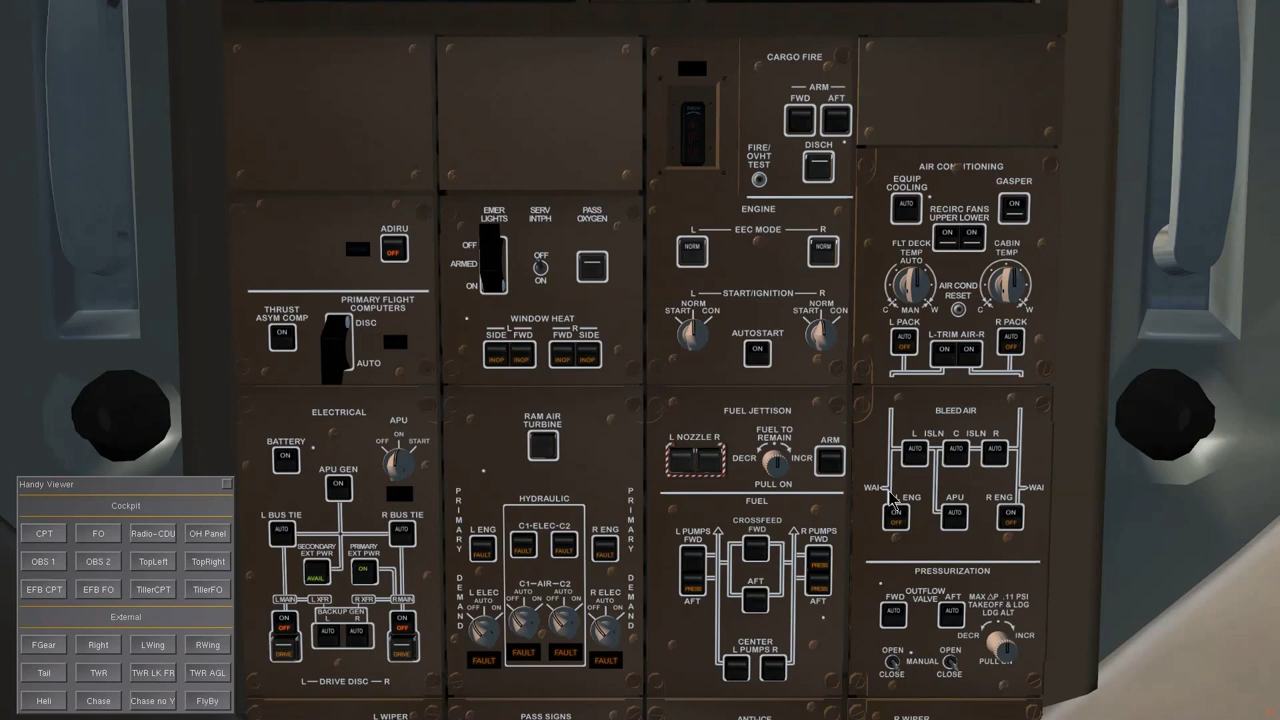 CARGO FIRE
ARM
FWD AFT
FIRE/
OVHT
TEST
DISCH
ENGINE
L EEC MODE R
NORM NORM
L START/IGNITION R
NORM
START CON
NORM
START CON
AUTOSTART
ON
AIR CONDITIONING
EQUIP
COOLING
AUTO
GASPER
ON
RECIRC FANS
UPPER LOWER
ON ON
FLT DECK
TEMP
AUTO
C MAN W
CABIN
TEMP
C W
AIR COND
RESET
L PACK
AUTO
OFF
L-TRIM AIR-R
ON ON
R PACK
AUTO
OFF
ADIRU
OFF
THRUST
ASYM COMP
ON
PRIMARY FLIGHT
COMPUTERS
DISC
AUTO
EMER
LIGHTS
OFF
ARMED
ON
SERV
INTPH
OFF
ON
PASS
OXYGEN
WINDOW HEAT
L R
SIDE FWD FWD SIDE
INOP INOP INOP INOP
ELECTRICAL
BATTERY
ON
APU
OFF ON START
APU GEN
ON
L BUS TIE
AUTO
R BUS TIE
AUTO
SECONDARY
EXT PWR
AVAIL
PRIMARY
EXT PWR
ON
L MAIN L XFR R XFR R MAIN
ON
OFF
BACKUP GEN
L R
AUTO AUTO
ON
OFF
DRIVE DRIVE
L DRIVE DISC R
RAM AIR
TURBINE
HYDRAULIC
PRIMARY
PRIMARY
L ENG
FAULT
C1-ELEC-C2
FAULT FAULT
R ENG
FAULT
DEMAND
DEMAND
L ELEC
OFF AUTO ON
C1-AIR-C2
AUTO AUTO
OFF ON OFF ON
R ELEC
OFF AUTO ON
FAULT FAULT FAULT FAULT
FUEL JETTISON
L NOZZLE R
FUEL TO
REMAIN
DECR INCR
PULL ON
ARM
FUEL
L PUMPS
FWD
PRESS
AFT
CROSSFEED
FWD
AFT
R PUMPS
FWD
PRESS
PRESS
AFT
CENTER
L PUMPS R
BLEED AIR
L ISLN C ISLN R
AUTO AUTO AUTO
WAI WAI
L ENG
ON
OFF
APU
AUTO
R ENG
ON
OFF
PRESSURIZATION
OUTFLOW
VALVE
FWD AFT
AUTO AUTO
MAX ΔP .11 PSI
TAKEOFF & LDG
LDG ALT
DECR INCR
PULL ON
OPEN
MANUAL
CLOSE
OPEN
CLOSE
L WIPER PASS SIGNS ANTI-ICE R WIPER
Handy Viewer
Cockpit
CPT FO Radio-CDU OH Panel
OBS 1 OBS 2 TopLeft TopRight
EFB CPT EFB FO TillerCPT TillerFO
External
FGear Right LWing RWing
Tail TWR TWR LK FR TWR AGL
Heli Chase Chase no Y FlyBy